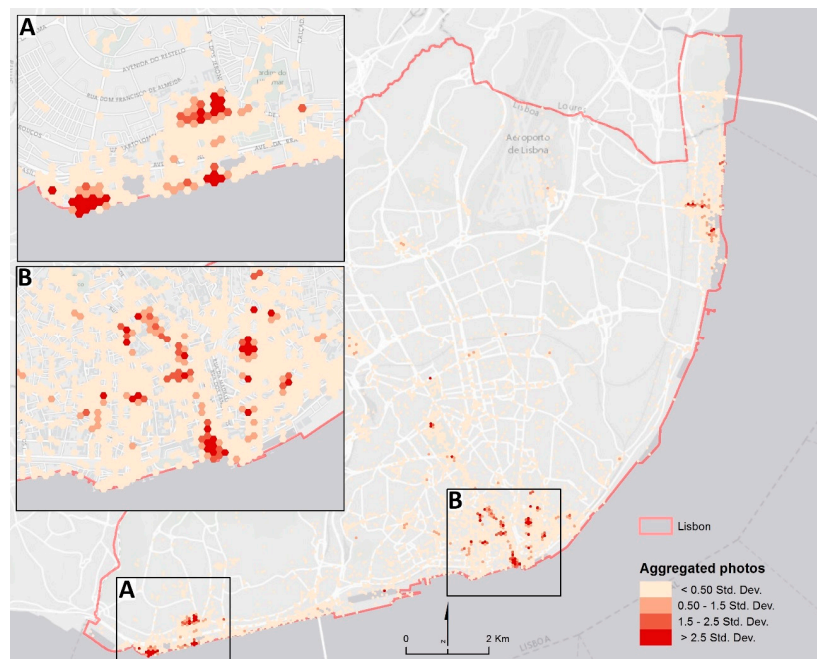 A
AVENIDA DO RESTELO
RUA DOM FRANCISCO DE ALMEIDA
Jardim do
B
Lisboa
Loures
Aeroporto
de Lisboa
B
A
Lisbon
Aggregated photos
< 0.50 Std. Dev.
0.50 - 1.5 Std. Dev.
1.5 - 2.5 Std. Dev.
> 2.5 Std. Dev.
0
2 Km
z
LISBOA